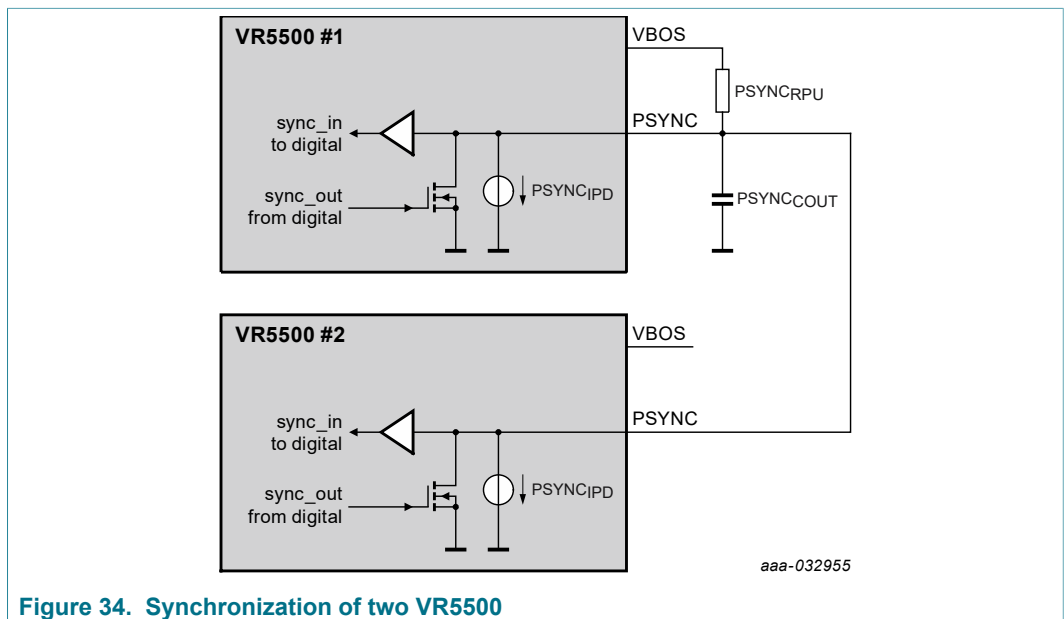 VR5500 #1
VBOS
PSYNCRPU
PSYNC
sync_in
to digital
sync_out
from digital
PSYNCIPD
PSYNCCOUT
VR5500 #2
VBOS
PSYNC
sync_in
to digital
sync_out
from digital
PSYNCIPD
aaa-032955
Figure 34. Synchronization of two VR5500